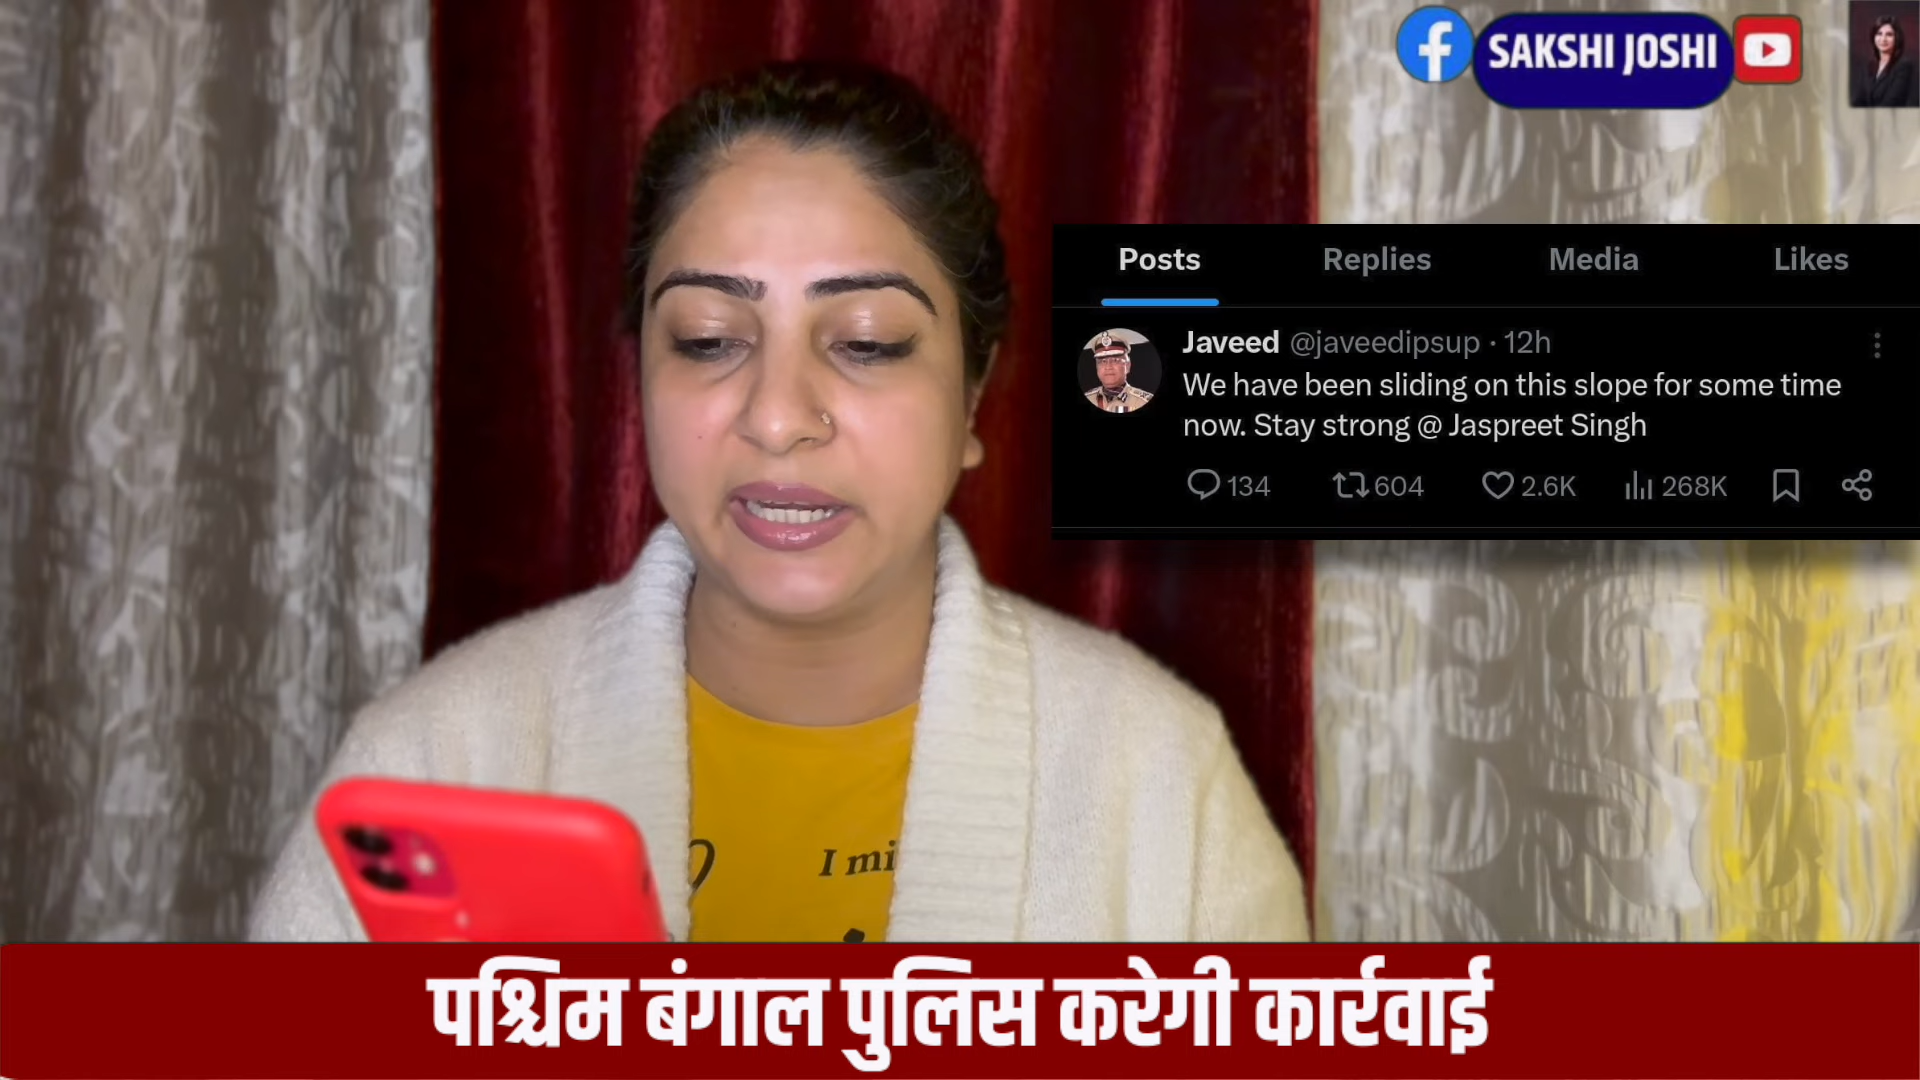 SAKSHI JOSHI
Posts Replies Media Likes
Javeed @javeedipsup · 12h
We have been sliding on this slope for some time
now. Stay strong @ Jaspreet Singh
134 604 2.6K 268K
I mi
पश्चिम बंगाल पुलिस करेगी कार्रवाई